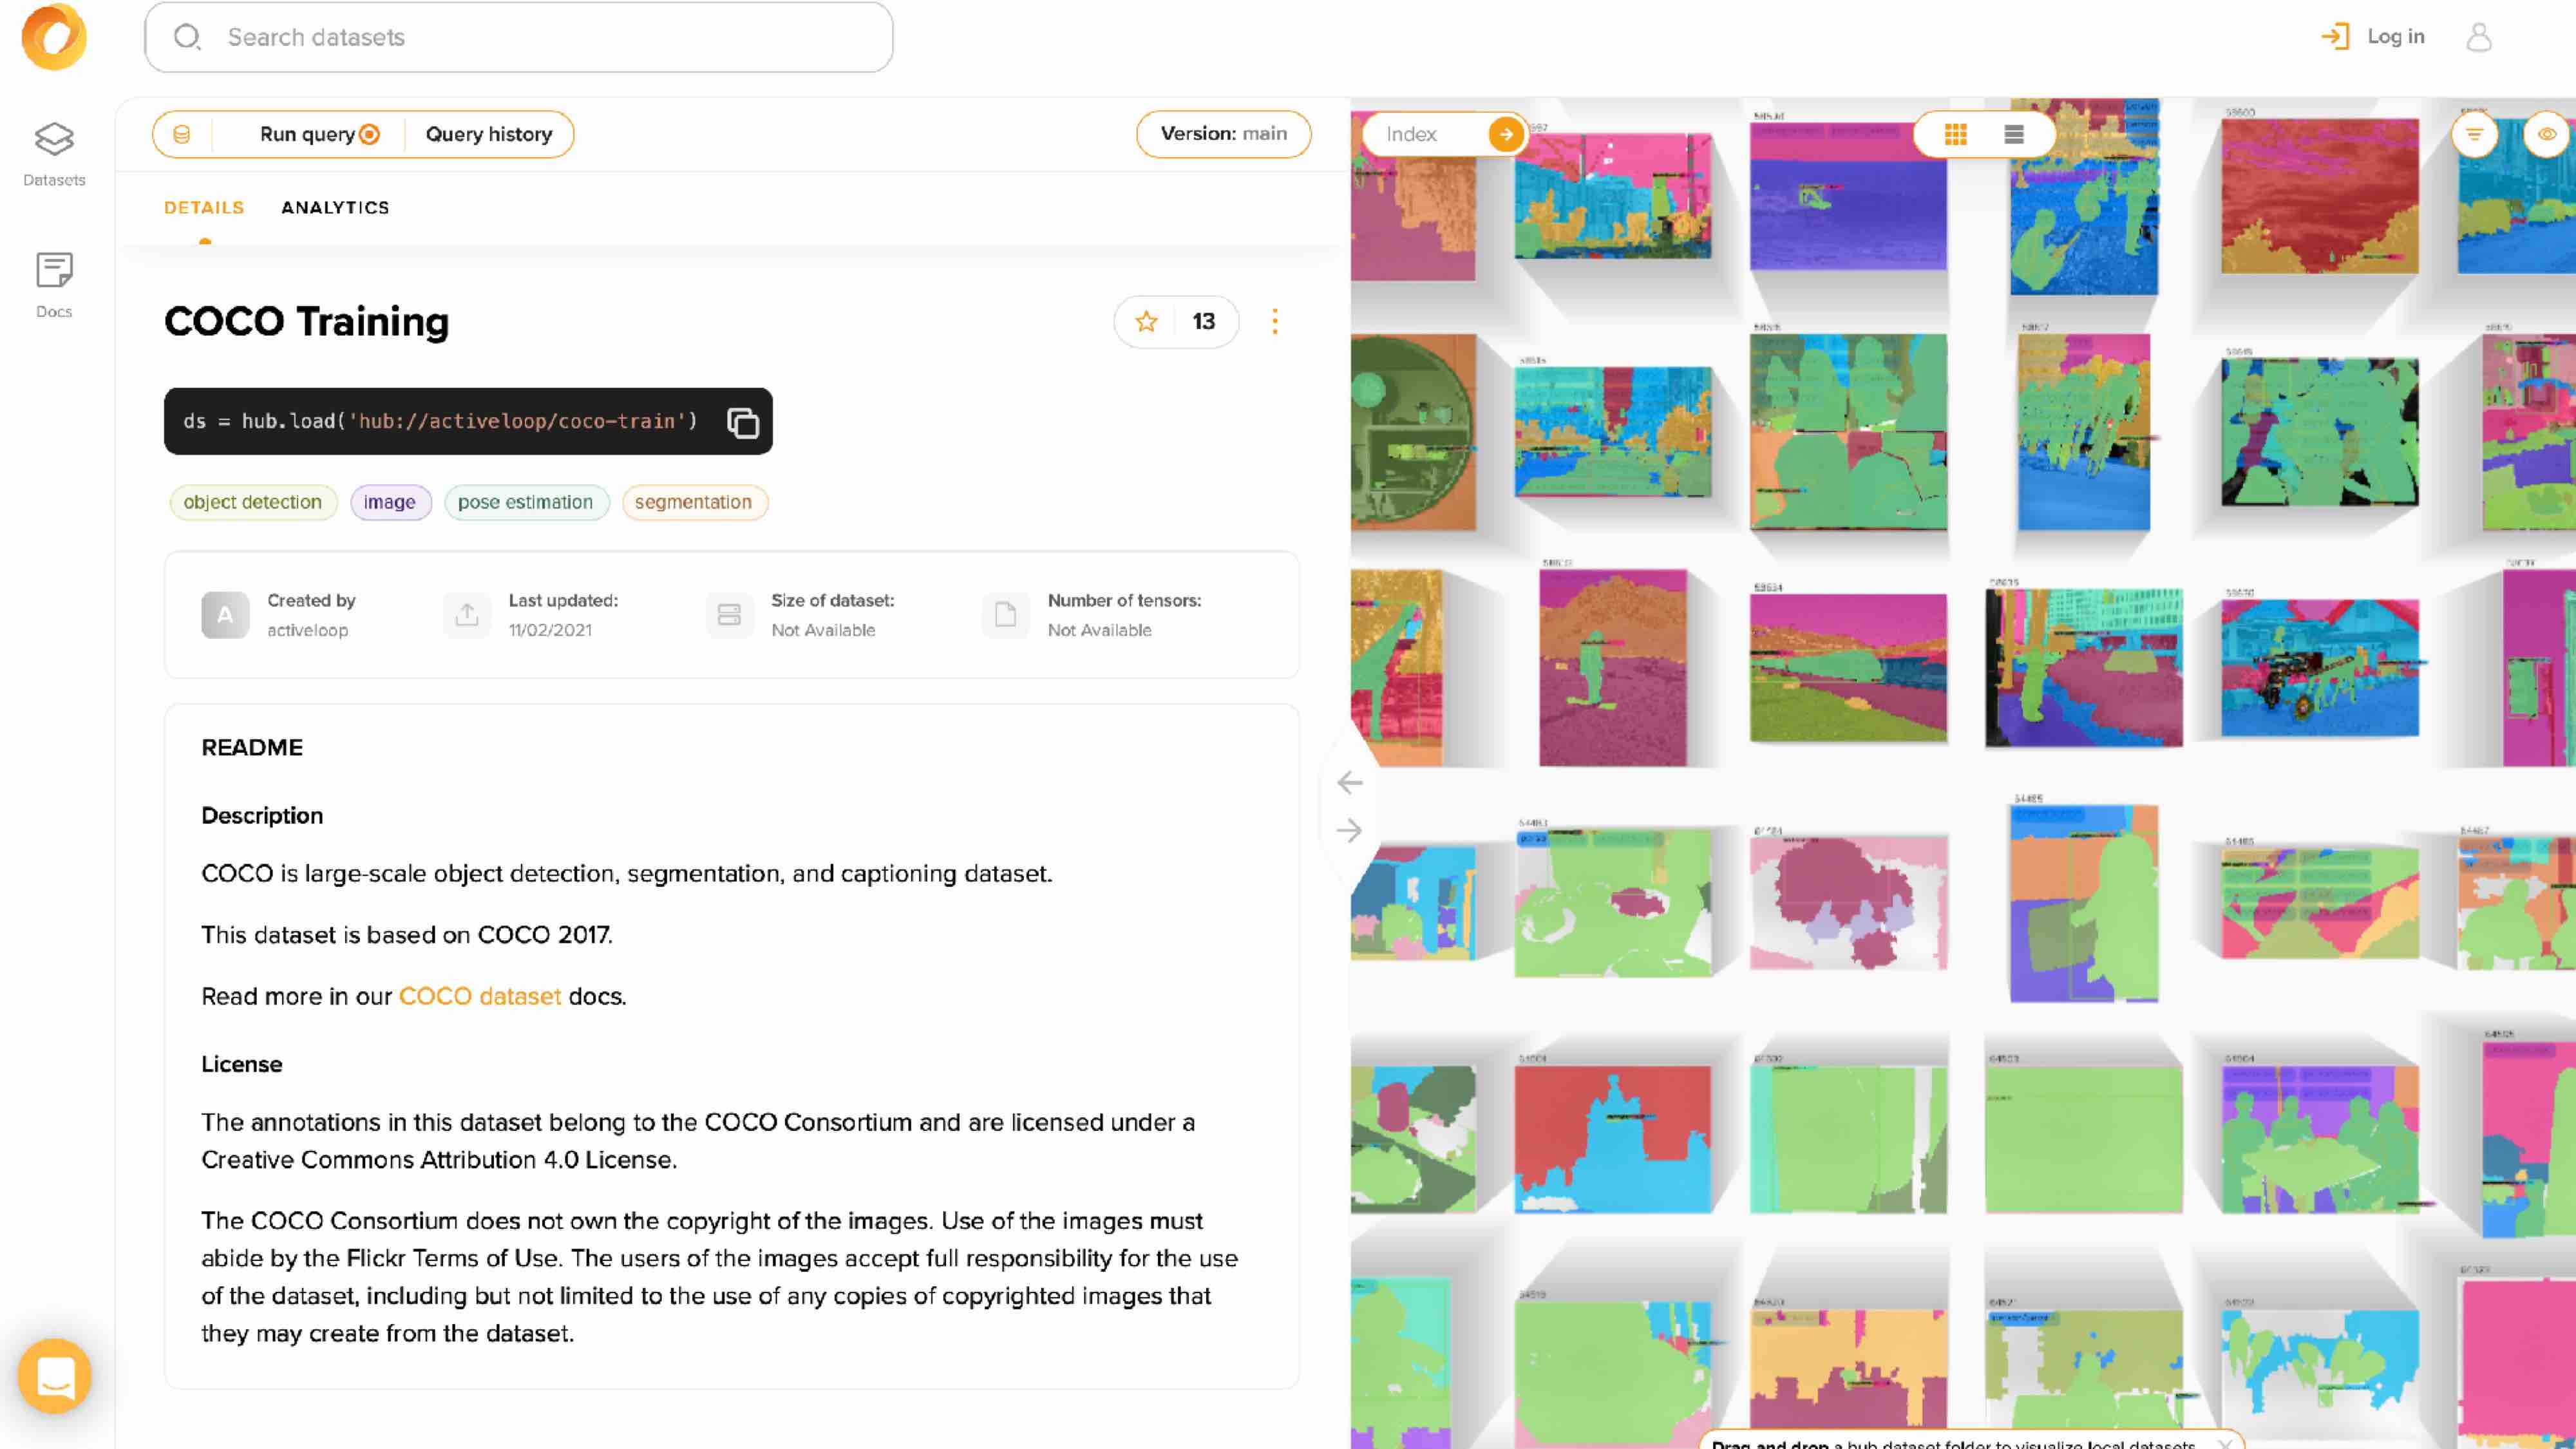 Search datasets
Log in
Datasets
Docs
Run query
Query history
Version: main
DETAILS
ANALYTICS
COCO Training
13
ds = hub.load('hub://activeloop/coco-train')
object detection
image
pose estimation
segmentation
A
Created by
activeloop
Last updated:
11/02/2021
Size of dataset:
Not Available
Number of tensors:
Not Available
README
Description
COCO is large-scale object detection, segmentation, and captioning dataset.
This dataset is based on COCO 2017.
Read more in our COCO dataset docs.
License
The annotations in this dataset belong to the COCO Consortium and are licensed under a
Creative Commons Attribution 4.0 License.
The COCO Consortium does not own the copyright of the images. Use of the images must
abide by the Flickr Terms of Use. The users of the images accept full responsibility for the use
of the dataset, including but not limited to the use of any copies of copyrighted images that
they may create from the dataset.
Index
Drag and drop a hub dataset folder to visualize local datasets